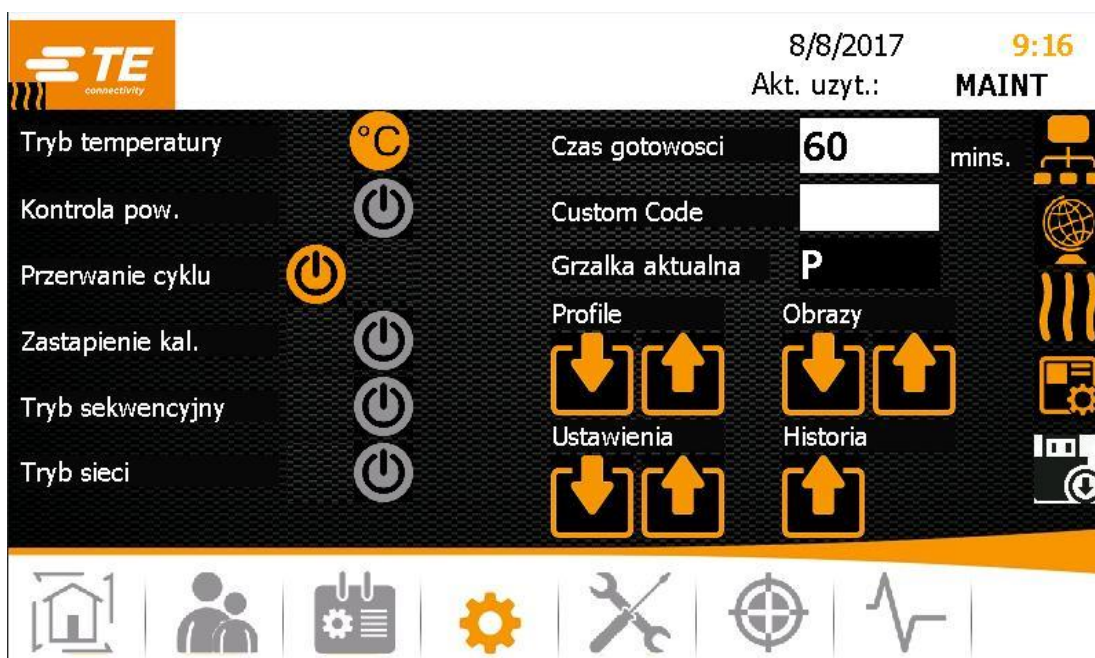 TE
connectivity
8/8/2017 9:16
Akt. uzyt.: MAINT
Tryb temperatury °C
Kontrola pow.
Przerwanie cyklu
Zastapienie kal.
Tryb sekwencyjny
Tryb sieci
Czas gotowosci 60 mins.
Custom Code
Grzalka aktualna P
Profile Obrazy
Ustawienia Historia